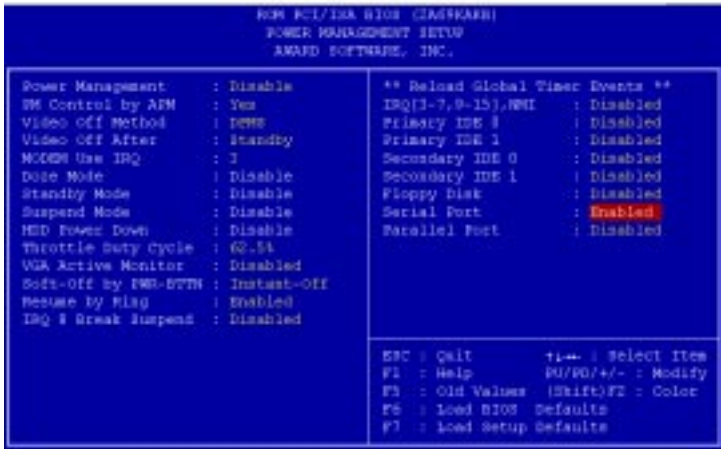 ROM PCI/ISA BIOS (2A69KAKB)
POWER MANAGEMENT SETUP
AWARD SOFTWARE, INC.
Power Management : Disable
PM Control by APM : Yes
Video Off Method : DPMS
Video Off After : Standby
MODEM Use IRQ : 3
Doze Mode : Disable
Standby Mode : Disable
Suspend Mode : Disable
HDD Power Down : Disable
Throttle Duty Cycle : 62.5%
VGA Active Monitor : Disabled
Soft-Off by PWR-BTTN : Instant-Off
Resume by Ring : Enabled
IRQ 8 Break Suspend : Disabled
** Reload Global Timer Events **
IRQ[3-7,9-15],NMI : Disabled
Primary IDE 0 : Disabled
Primary IDE 1 : Disabled
Secondary IDE 0 : Disabled
Secondary IDE 1 : Disabled
Floppy Disk : Disabled
Serial Port : Enabled
Parallel Port : Disabled
ESC : Quit ↑↓→← : Select Item
F1 : Help PU/PD/+/- : Modify
F5 : Old Values (Shift)F2 : Color
F6 : Load BIOS Defaults
F7 : Load Setup Defaults